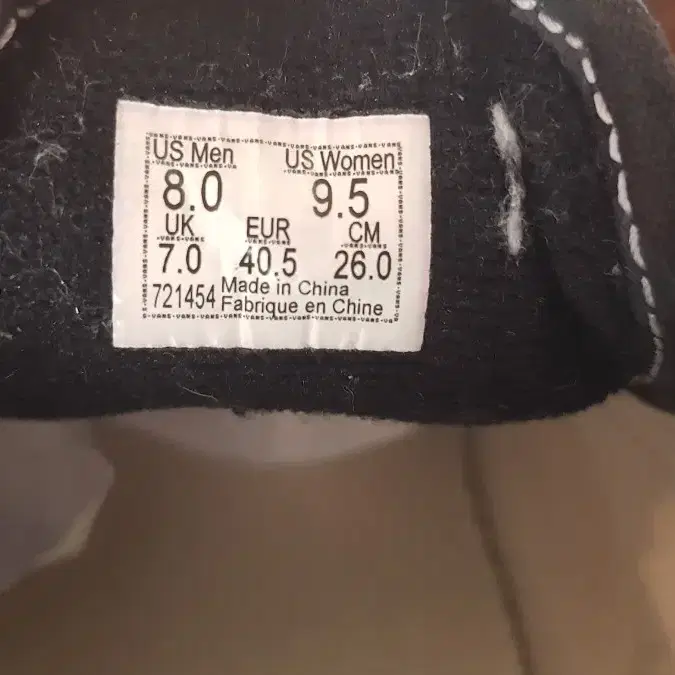 US Men US Women
8.0 9.5
UK EUR CM
7.0 40.5 26.0
721454 Made in China
Fabrique en Chine